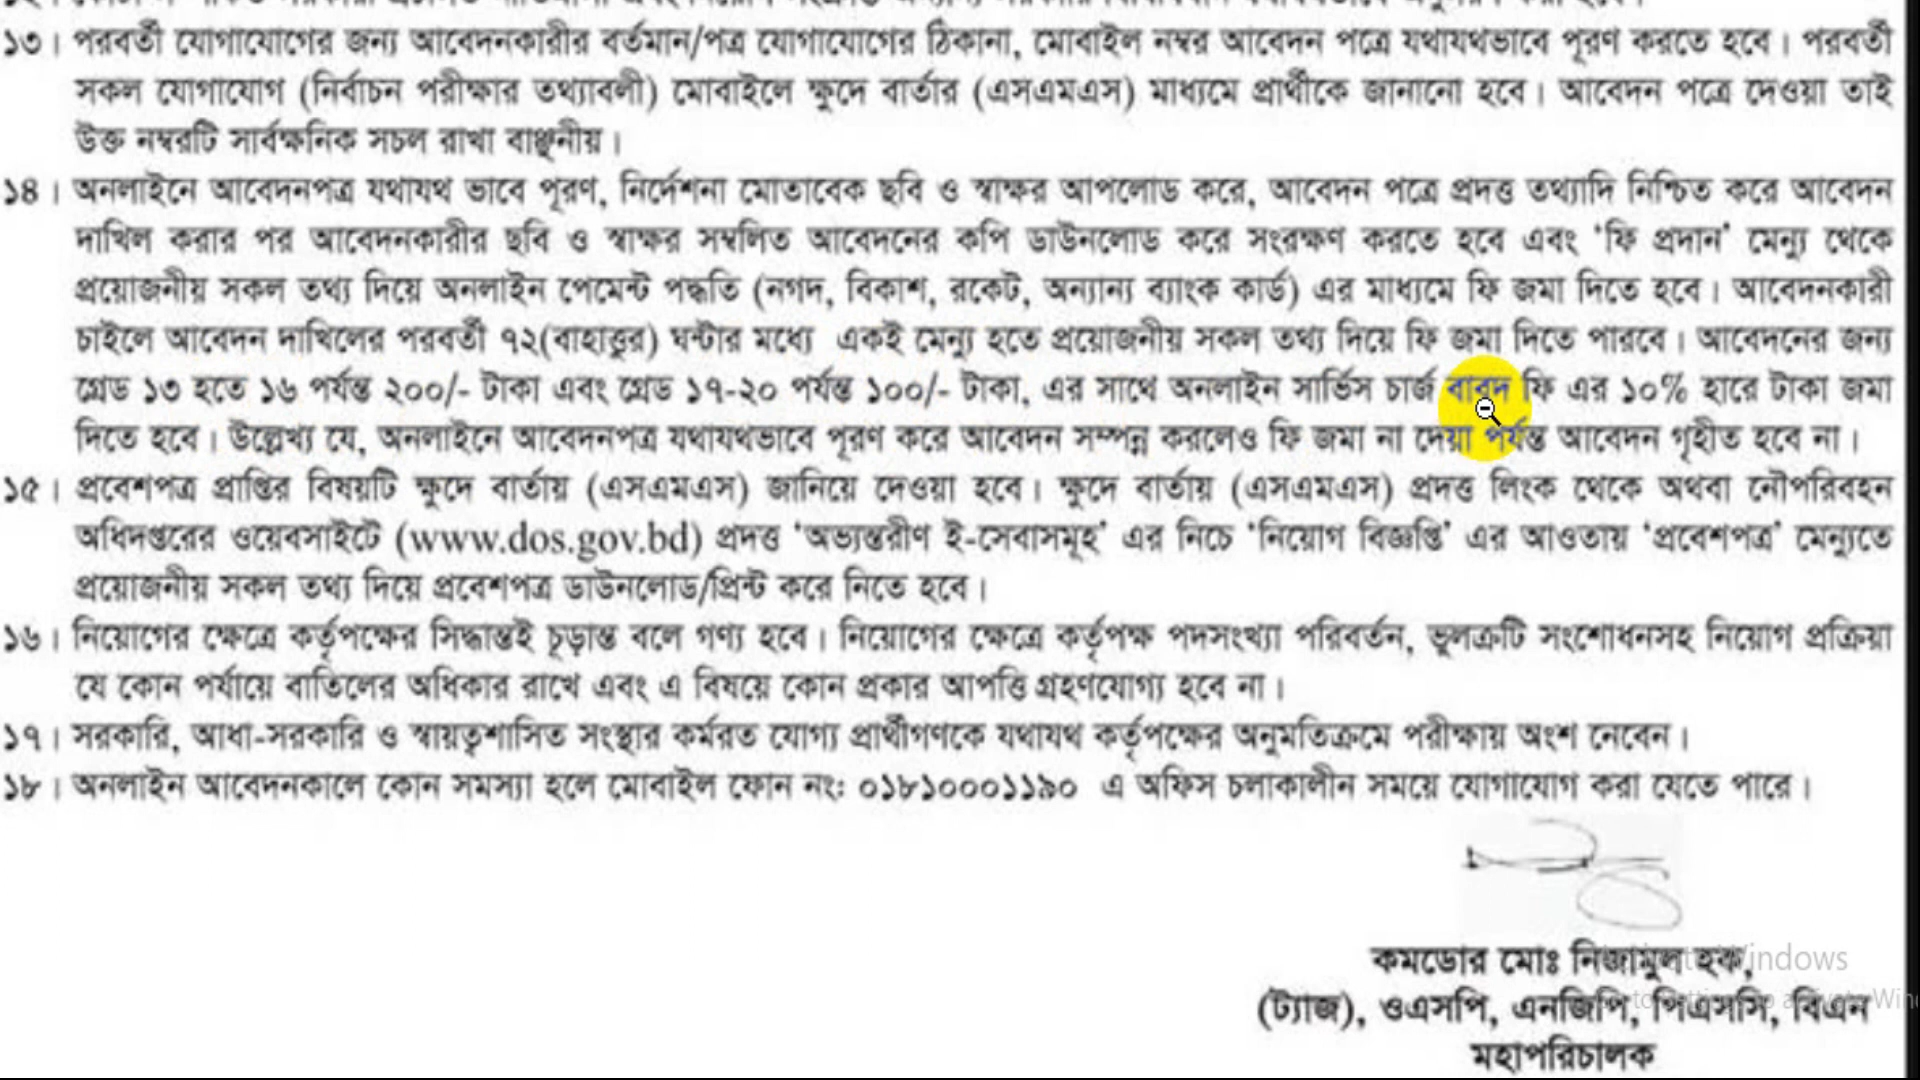 ১৩। পরবর্তী যোগাযোগের জন্য আবেদনকারীর বর্তমান/পত্র যোগাযোগের ঠিকানা, মোবাইল নম্বর আবেদন পত্রে যথাযথভাবে পূরণ করতে হবে। পরবর্তী
সকল যোগাযোগ (নির্বাচন পরীক্ষার তথ্যাবলী) মোবাইলে ক্ষুদে বার্তার (এসএমএস) মাধ্যমে প্রার্থীকে জানানো হবে। আবেদন পত্রে দেওয়া তাই
উক্ত নম্বরটি সার্বক্ষনিক সচল রাখা বাঞ্ছনীয়।
১৪। অনলাইনে আবেদনপত্র যথাযথ ভাবে পূরণ, নির্দেশনা মোতাবেক ছবি ও স্বাক্ষর আপলোড করে, আবেদন পত্রে প্রদত্ত তথ্যাদি নিশ্চিত করে আবেদন
দাখিল করার পর আবেদনকারীর ছবি ও স্বাক্ষর সম্বলিত আবেদনের কপি ডাউনলোড করে সংরক্ষণ করতে হবে এবং ‘ফি প্রদান’ মেন্যু থেকে
প্রয়োজনীয় সকল তথ্য দিয়ে অনলাইন পেমেন্ট পদ্ধতি (নগদ, বিকাশ, রকেট, অন্যান্য ব্যাংক কার্ড) এর মাধ্যমে ফি জমা দিতে হবে। আবেদনকারী
চাইলে আবেদন দাখিলের পরবর্তী ৭২(বাহাত্তুর) ঘন্টার মধ্যে একই মেন্যু হতে প্রয়োজনীয় সকল তথ্য দিয়ে ফি জমা দিতে পারবে। আবেদনের জন্য
গ্রেড ১৩ হতে ১৬ পর্যন্ত ২০০/- টাকা এবং গ্রেড ১৭-২০ পর্যন্ত ১০০/- টাকা, এর সাথে অনলাইন সার্ভিস চার্জ বাবদ ফি এর ১০% হারে টাকা জমা
দিতে হবে। উল্লেখ্য যে, অনলাইনে আবেদনপত্র যথাযথভাবে পূরণ করে আবেদন সম্পন্ন করলেও ফি জমা না দেয়া পর্যন্ত আবেদন গৃহীত হবে না।
১৫। প্রবেশপত্র প্রাপ্তির বিষয়টি ক্ষুদে বার্তায় (এসএমএস) জানিয়ে দেওয়া হবে। ক্ষুদে বার্তায় (এসএমএস) প্রদত্ত লিংক থেকে অথবা নৌপরিবহন
অধিদপ্তরের ওয়েবসাইটে (www.dos.gov.bd) প্রদত্ত ‘অভ্যন্তরীণ ই-সেবাসমূহ’ এর নিচে ‘নিয়োগ বিজ্ঞপ্তি’ এর আওতায় ‘প্রবেশপত্র’ মেন্যুতে
প্রয়োজনীয় সকল তথ্য দিয়ে প্রবেশপত্র ডাউনলোড/প্রিন্ট করে নিতে হবে।
১৬। নিয়োগের ক্ষেত্রে কর্তৃপক্ষের সিদ্ধান্তই চূড়ান্ত বলে গণ্য হবে। নিয়োগের ক্ষেত্রে কর্তৃপক্ষ পদসংখ্যা পরিবর্তন, ভুলত্রুটি সংশোধনসহ নিয়োগ প্রক্রিয়া
যে কোন পর্যায়ে বাতিলের অধিকার রাখে এবং এ বিষয়ে কোন প্রকার আপত্তি গ্রহণযোগ্য হবে না।
১৭। সরকারি, আধা-সরকারি ও স্বায়ত্বশাসিত সংস্থার কর্মরত যোগ্য প্রার্থীগণকে যথাযথ কর্তৃপক্ষের অনুমতিক্রমে পরীক্ষায় অংশ নেবেন।
১৮। অনলাইন আবেদনকালে কোন সমস্যা হলে মোবাইল ফোন নং: ০১৮১০০০১১৯০ এ অফিস চলাকালীন সময়ে যোগাযোগ করা যেতে পারে।
কমডোর মোঃ নিজামুল হক,
(ট্যাজ), ওএসপি, এনজিপি, পিএসসি, বিএন
মহাপরিচালক